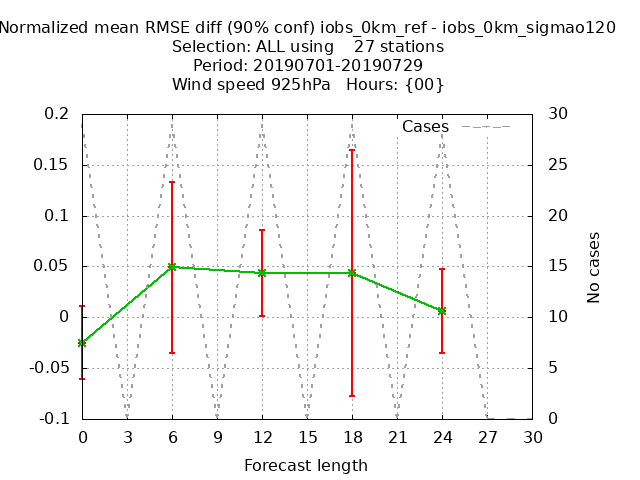 Normalized mean RMSE diff (90% conf) iobs_0km_ref - iobs_0km_sigmao120
Selection: ALL using    27 stations
Period: 20190701-20190729
Wind speed 925hPa   Hours: {00}
Cases
0.2
0.15
0.1
0.05
0
-0.05
-0.1
30
25
20
15
10
5
0
No cases
0 3 6 9 12 15 18 21 24 27 30
Forecast length